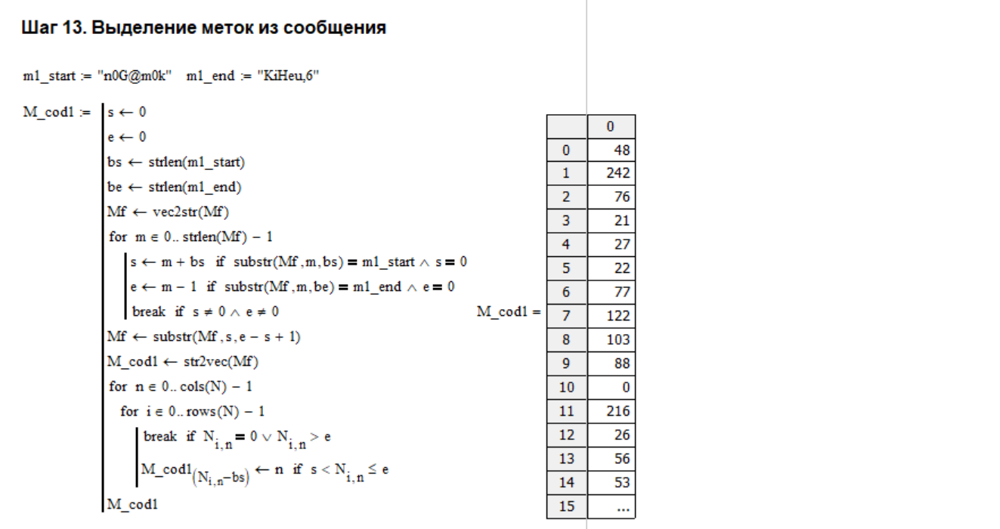 Шаг 13. Выделение меток из сообщения
m1_start := "n0G@m0k" m1_end := "KiHeu,6"
M_cod1 := s ← 0
e ← 0
bs ← strlen(m1_start)
be ← strlen(m1_end)
Mf ← vec2str(Mf)
for m ∈ 0.. strlen(Mf) − 1
s ← m + bs if substr(Mf,m,bs) = m1_start ∧ s = 0
e ← m − 1 if substr(Mf,m,be) = m1_end ∧ e = 0
break if s ≠ 0 ∧ e ≠ 0
Mf ← substr(Mf,s,e − s + 1)
M_cod1 ← str2vec(Mf)
for n ∈ 0.. cols(N) − 1
for i ∈ 0.. rows(N) − 1
break if N i,n = 0 ∨ N i,n > e
M_cod1 (N i,n−bs) ← n if s < N i,n ≤ e
M_cod1
M_cod1 =
0
0 48
1 242
2 76
3 21
4 27
5 22
6 77
7 122
8 103
9 88
10 0
11 216
12 26
13 56
14 53
15 ...